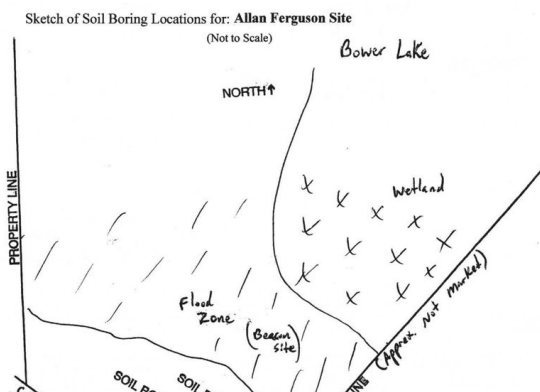 Sketch of Soil Boring Locations for: Allan Ferguson Site
(Not to Scale)
Bower Lake
NORTH↑
Wetland
PROPERTY LINE
Flood
Zone
(Beacon
site)
(Approx. Not Marked)
SOIL
SOIL
LINE